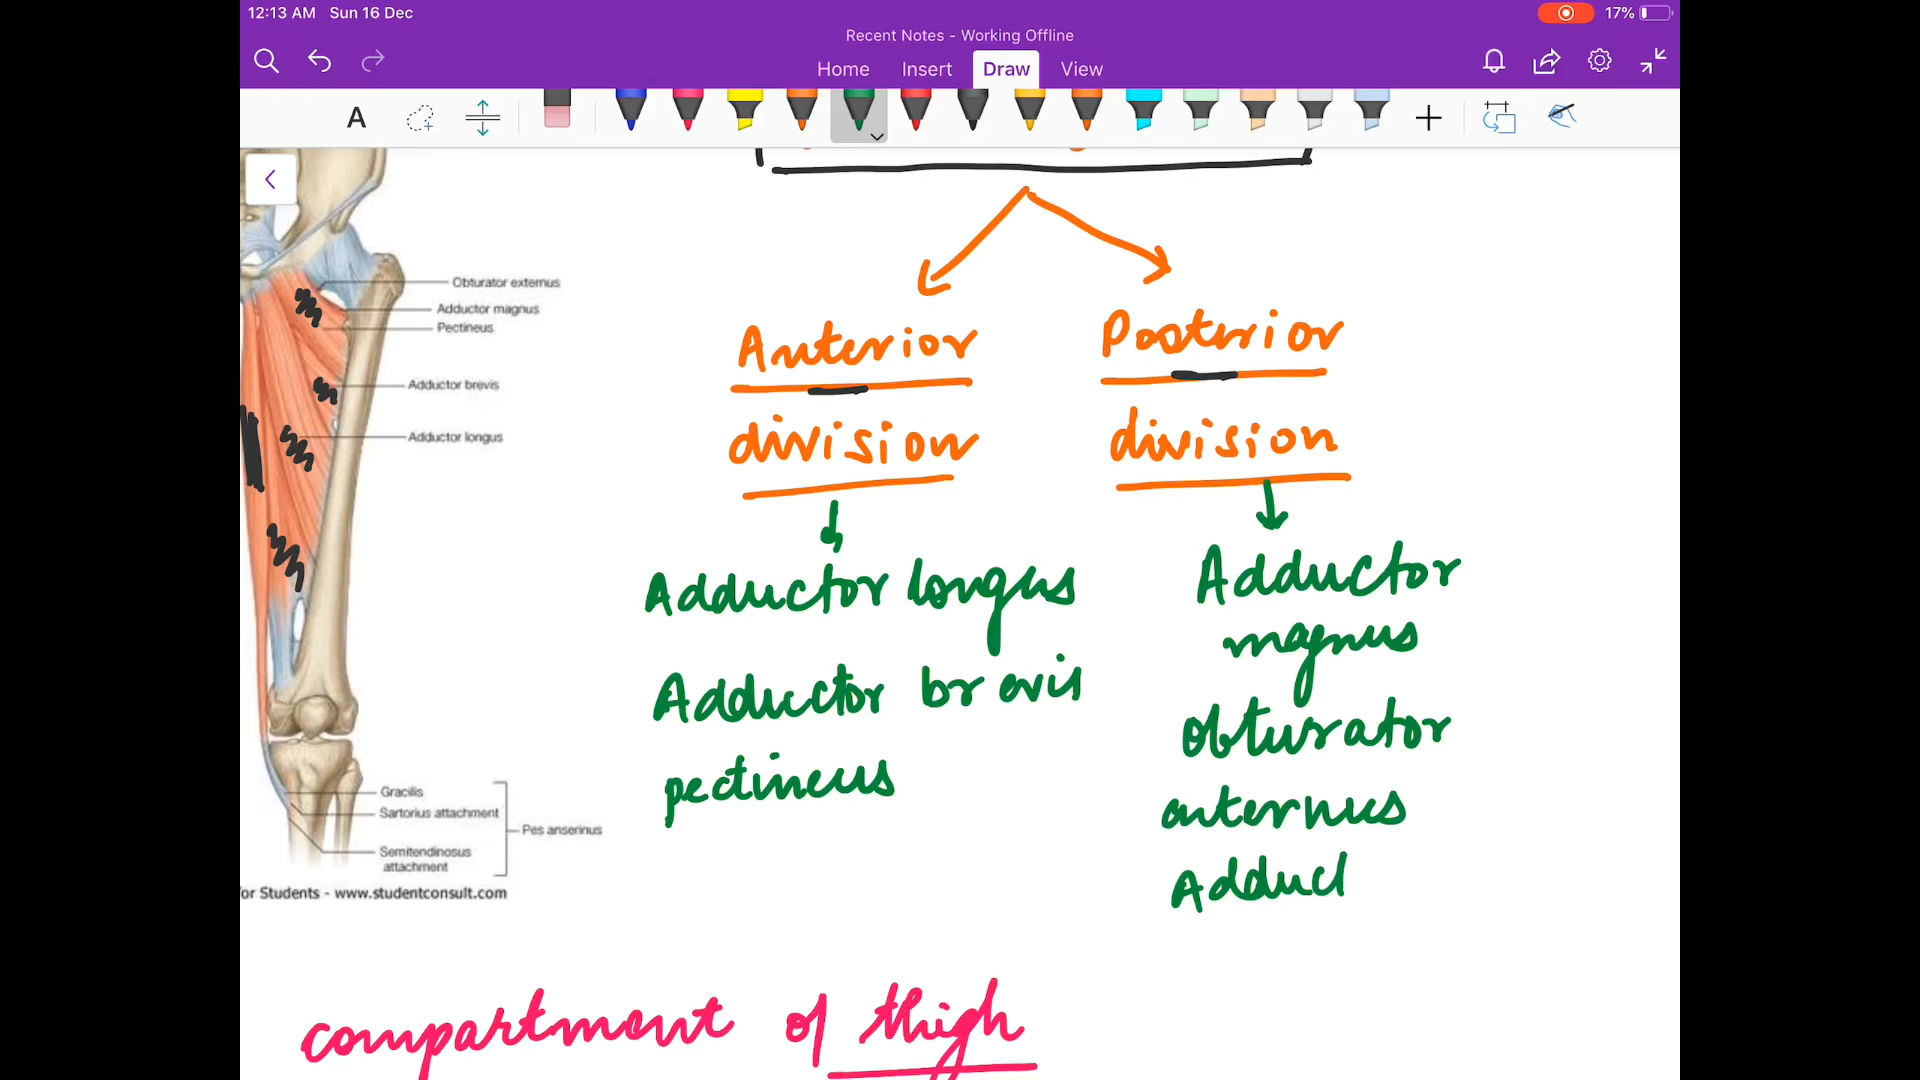 12:13 AM Sun 16 Dec
17%
Recent Notes - Working Offline
Home Insert Draw View
A
Obturator externus
Adductor magnus
Pectineus
Adductor brevis
Adductor longus
Gracilis
Sartorius attachment
Pes anserinus
Semitendinosus
attachment
or Students - www.studentconsult.com
Anterior
division
Adductor longus
Adductor brevis
pectineus
Posterior
division
Adductor
magnus
obturator
externus
Adduct
compartment of thigh